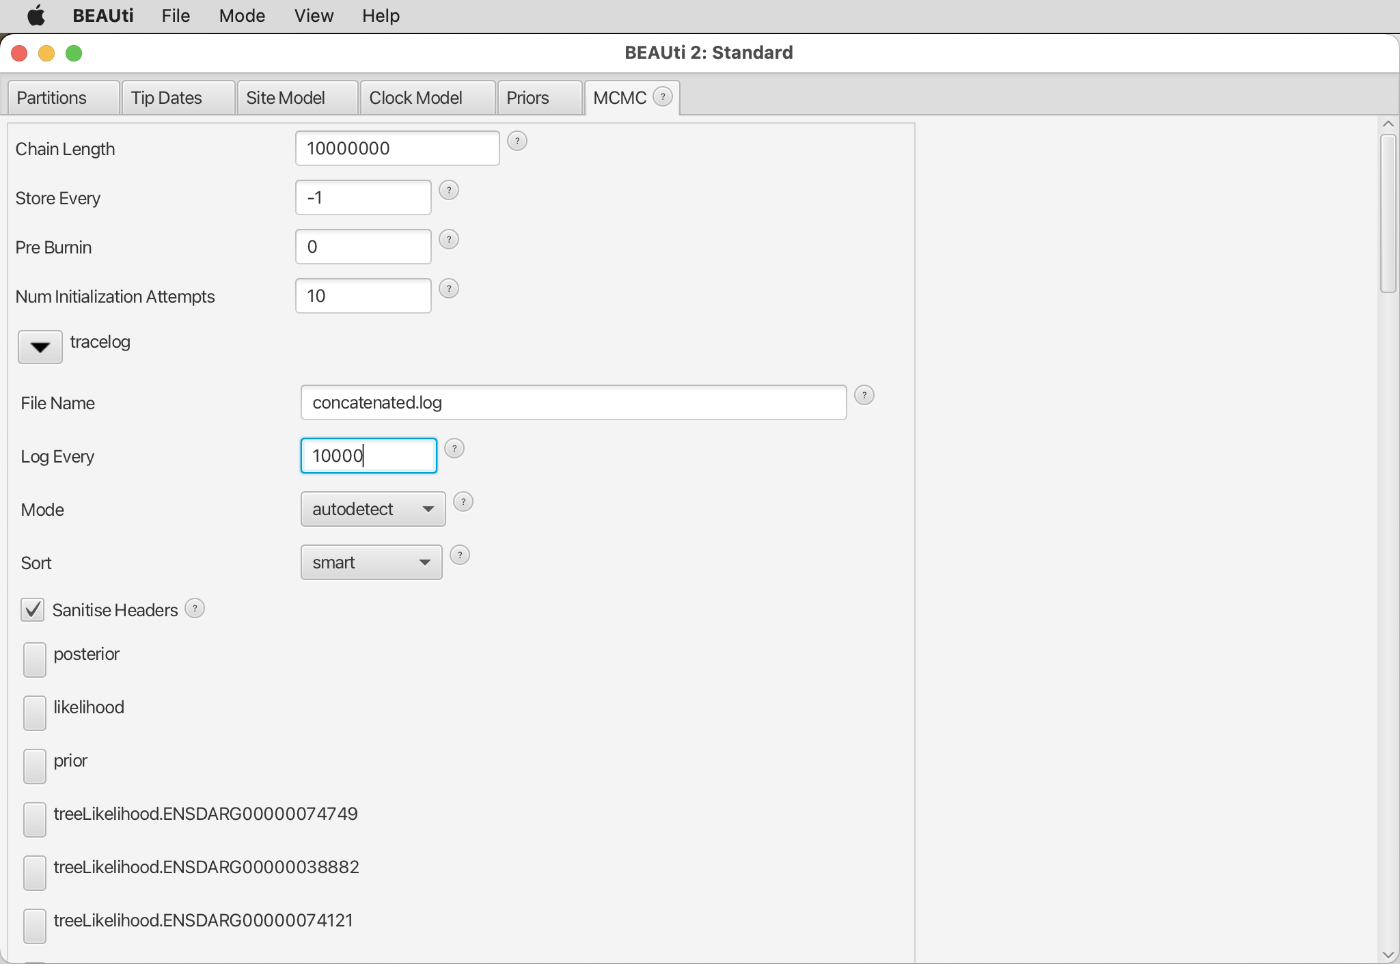 BEAUti File Mode View Help
BEAUti 2: Standard
Partitions Tip Dates Site Model Clock Model Priors MCMC ?
Chain Length 10000000 ?
Store Every -1 ?
Pre Burnin 0 ?
Num Initialization Attempts 10 ?
tracelog
File Name concatenated.log ?
Log Every 10000 ?
Mode autodetect ?
Sort smart ?
Sanitise Headers ?
posterior
likelihood
prior
treeLikelihood.ENSDARG00000074749
treeLikelihood.ENSDARG00000038882
treeLikelihood.ENSDARG00000074121